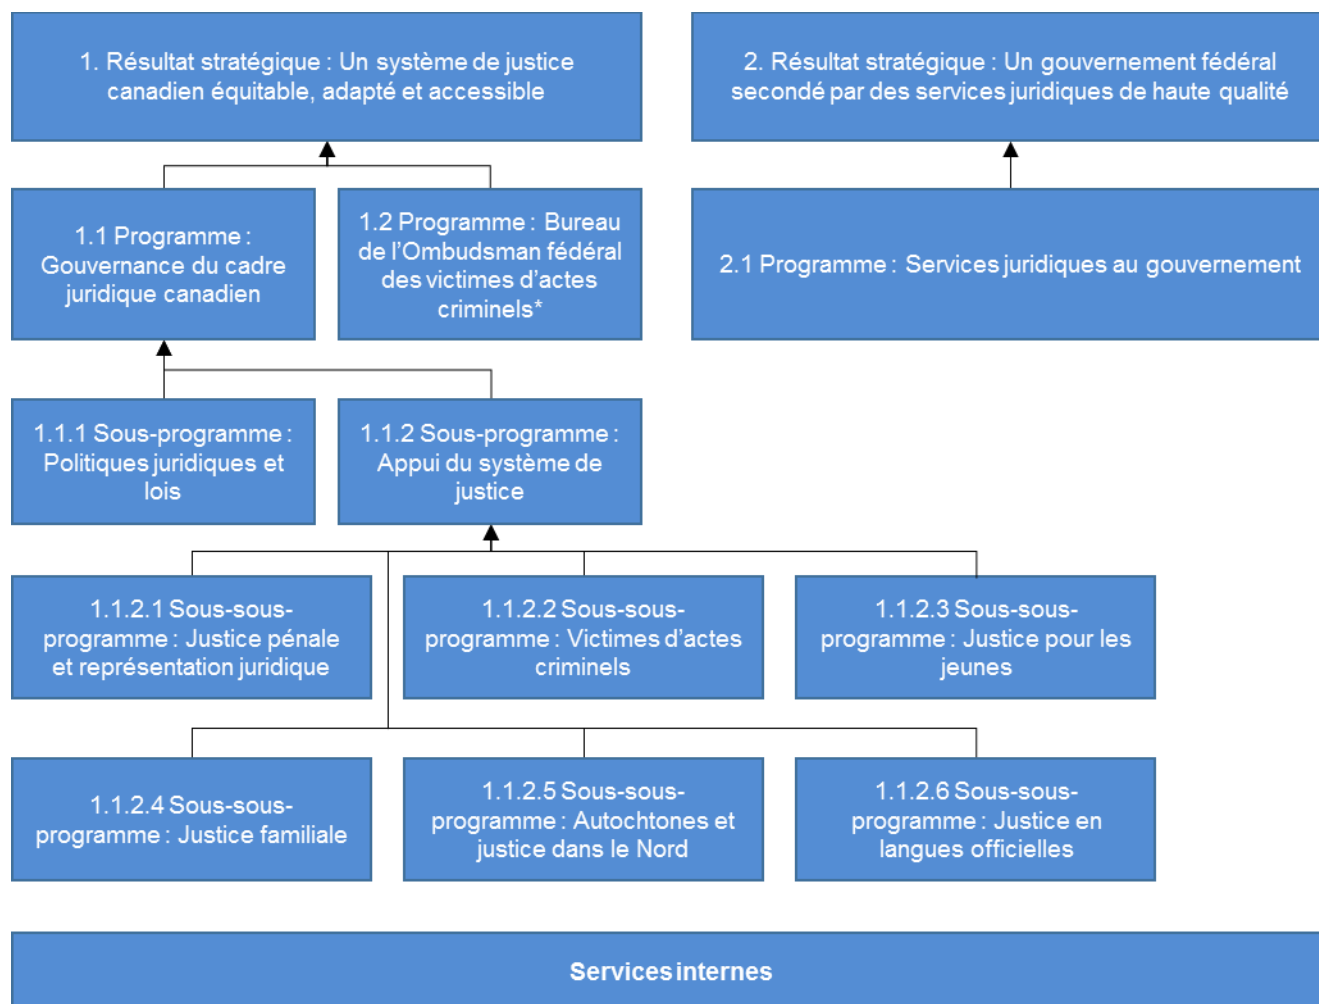 1. Résultat stratégique : Un système de justice
canadien équitable, adapté et accessible
2. Résultat stratégique : Un gouvernement fédéral
secondé par des services juridiques de haute qualité
1.1 Programme :
Gouvernance du cadre
juridique canadien
1.2 Programme : Bureau
de l’Ombudsman fédéral
des victimes d’actes
criminels*
2.1 Programme : Services juridiques au gouvernement
1.1.1 Sous-programme :
Politiques juridiques et
lois
1.1.2 Sous-programme :
Appui du système de
justice
1.1.2.1 Sous-sous-
programme : Justice pénale
et représentation juridique
1.1.2.2 Sous-sous-
programme : Victimes d’actes
criminels
1.1.2.3 Sous-sous-
programme : Justice pour les
jeunes
1.1.2.4 Sous-sous-
programme : Justice familiale
1.1.2.5 Sous-sous-
programme : Autochtones et
justice dans le Nord
1.1.2.6 Sous-sous-
programme : Justice en
langues officielles
Services internes